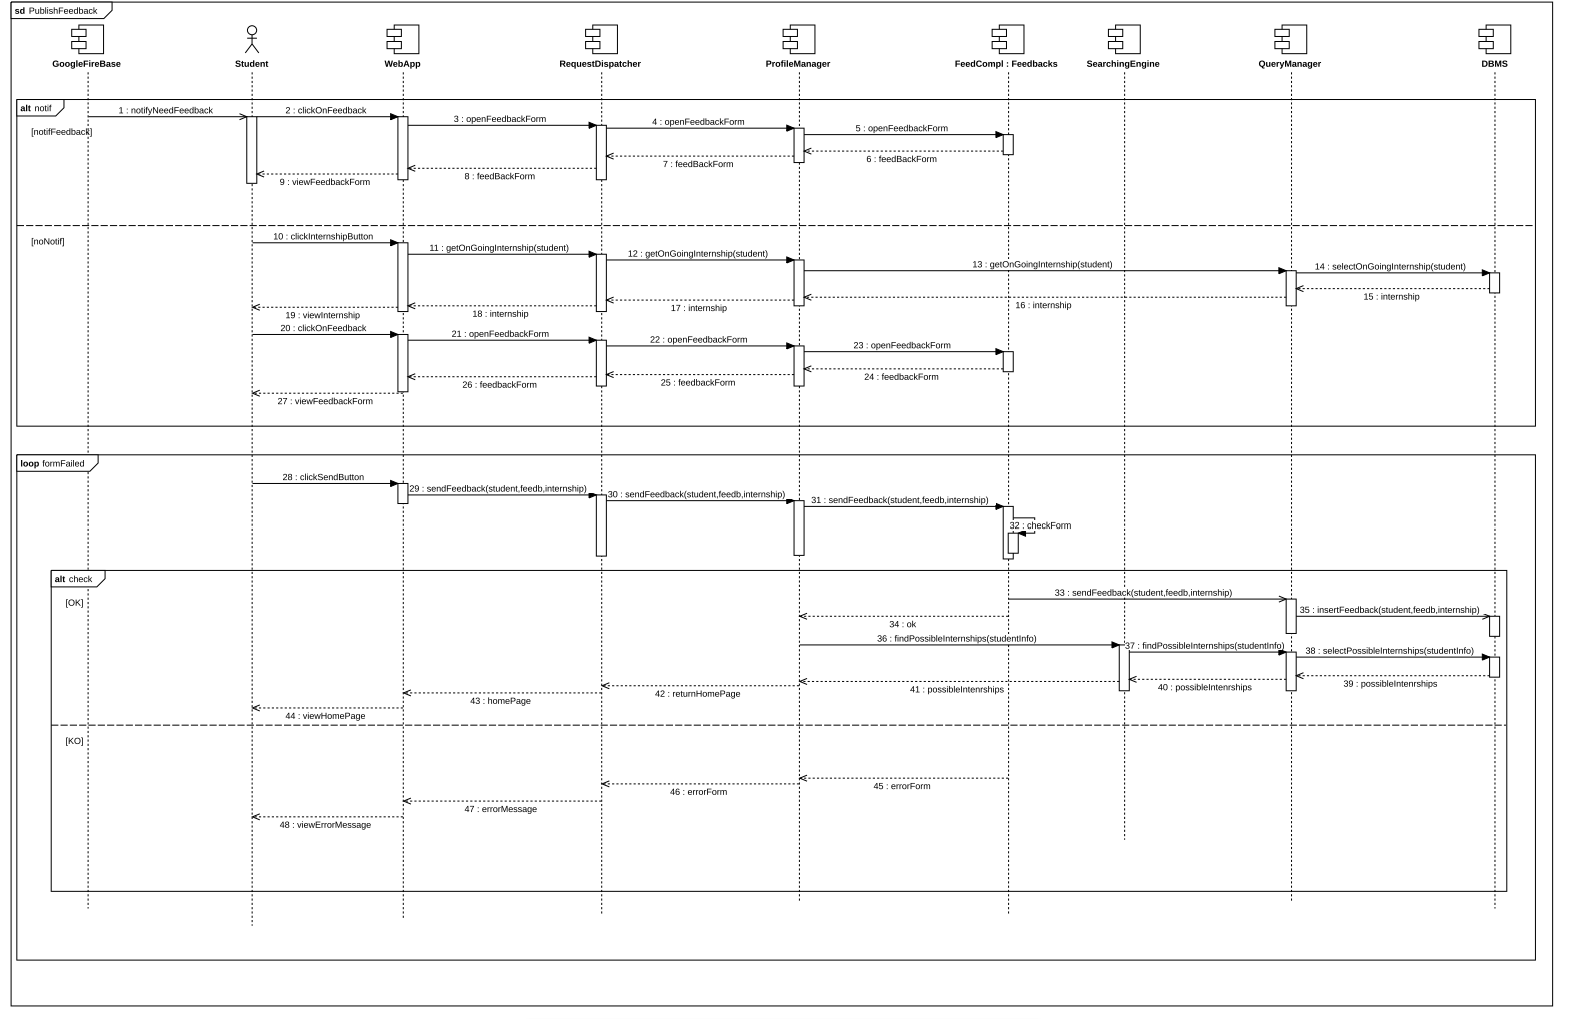 sd PublishFeedback
GoogleFireBase
Student
WebApp
RequestDispatcher
ProfileManager
FeedCompl : Feedbacks
SearchingEngine
QueryManager
DBMS
alt notif
[notifFeedback]
1 : notifyNeedFeedback
2 : clickOnFeedback
3 : openFeedbackForm
4 : openFeedbackForm
5 : openFeedbackForm
6 : feedBackForm
7 : feedBackForm
8 : feedBackForm
9 : viewFeedbackForm
[noNotif]
10 : clickInternshipButton
11 : getOnGoingInternship(student)
12 : getOnGoingInternship(student)
13 : getOnGoingInternship(student)
14 : selectOnGoingInternship(student)
15 : internship
16 : internship
17 : internship
18 : internship
19 : viewInternship
20 : clickOnFeedback
21 : openFeedbackForm
22 : openFeedbackForm
23 : openFeedbackForm
24 : feedbackForm
25 : feedbackForm
26 : feedbackForm
27 : viewFeedbackForm
loop formFailed
28 : clickSendButton
29 : sendFeedback(student,feedb,internship)
30 : sendFeedback(student,feedb,internship)
31 : sendFeedback(student,feedb,internship)
32 : checkForm
alt check
[OK]
33 : sendFeedback(student,feedb,internship)
34 : ok
35 : insertFeedback(student,feedb,internship)
36 : findPossibleInternships(studentInfo)
37 : findPossibleInternships(studentInfo)
38 : selectPossibleInternships(studentInfo)
39 : possibleIntenrships
40 : possibleIntenrships
41 : possibleIntenrships
42 : returnHomePage
43 : homePage
44 : viewHomePage
[KO]
45 : errorForm
46 : errorForm
47 : errorMessage
48 : viewErrorMessage